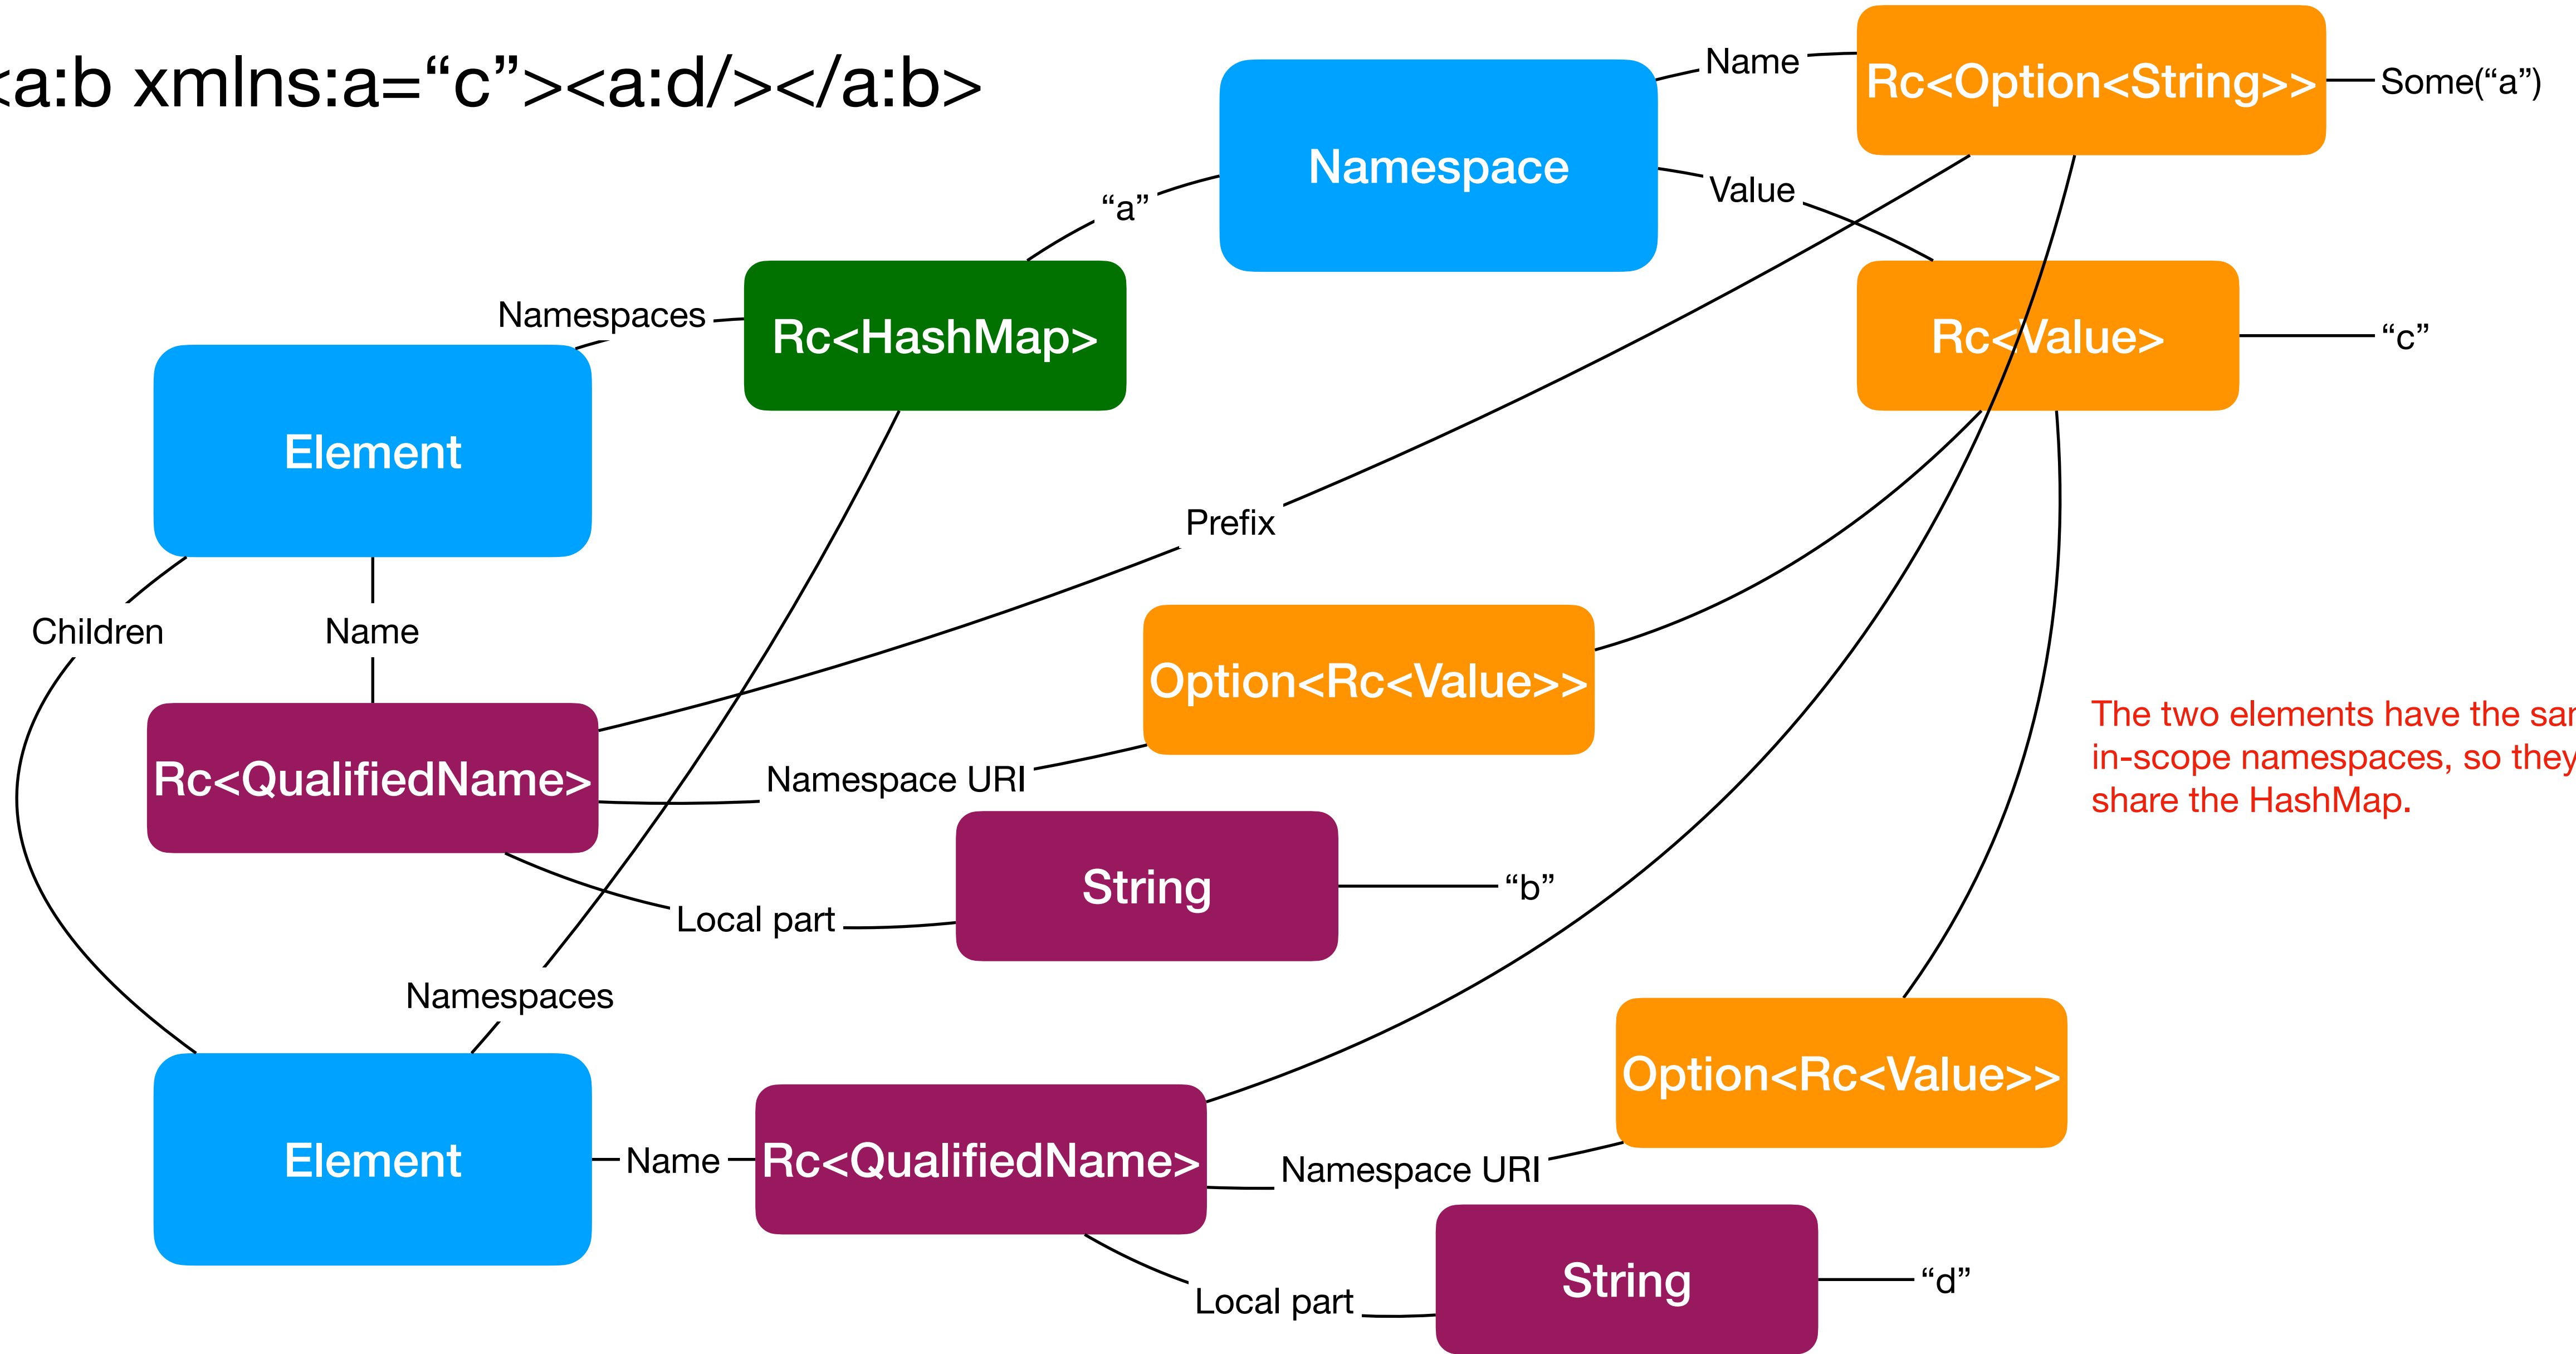 <a:b xmlns:a=“c”><a:d/></a:b>
Name
Rc<Option<String>>
Some(“a”)
Namespace
Value
“a”
Namespaces
Rc<HashMap>
Rc<Value>
“c”
Element
Prefix
Children
Name
Option<Rc<Value>>
Rc<QualifiedName>
Namespace URI
The two elements have the
in-scope namespaces, so they
share the HashMap.
String
“b”
Local part
Namespaces
Element
Name
Rc<QualifiedName>
Namespace URI
Option<Rc<Value>>
Local part
String
“d”